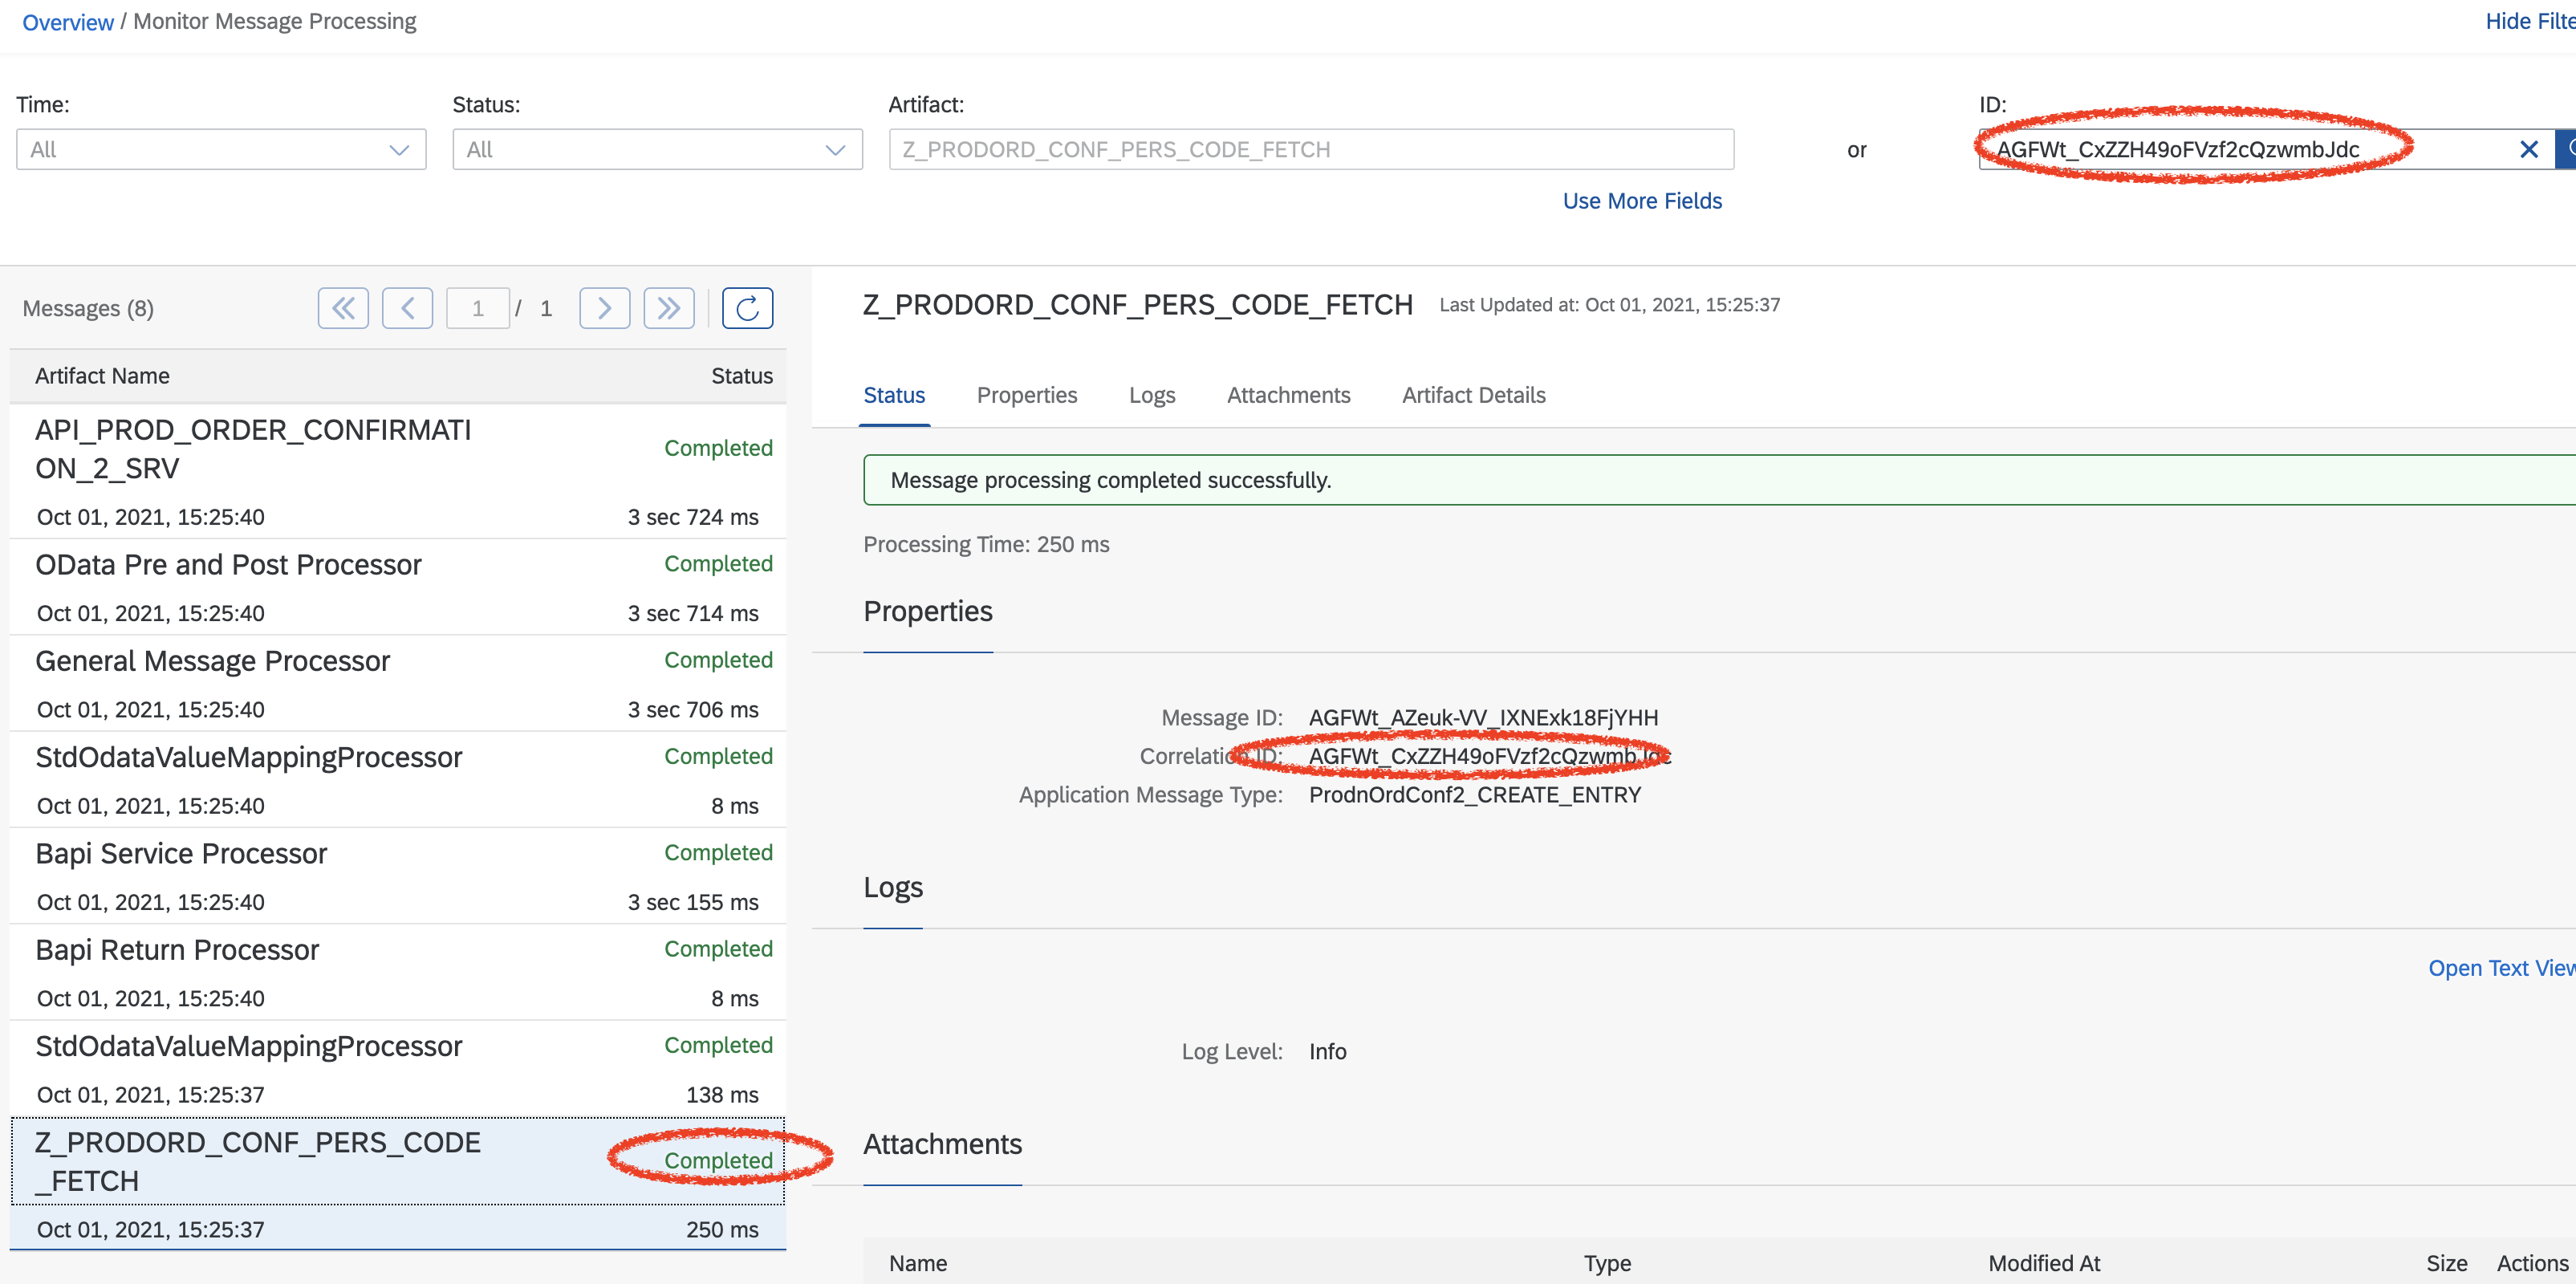 Overview / Monitor Message Processing
Hide Filte
Time:
Status:
Artifact:
ID:
All
All
Z_PRODORD_CONF_PERS_CODE_FETCH
or
AGFWt_CxZZH49oFVzf2cQzwmbJdc
Use More Fields
Messages (8)
1 / 1
Z_PRODORD_CONF_PERS_CODE_FETCH Last Updated at: Oct 01, 2021, 15:25:37
Artifact Name Status
Status Properties Logs Attachments Artifact Details
API_PROD_ORDER_CONFIRMATI
ON_2_SRV
Completed
Oct 01, 2021, 15:25:40 3 sec 724 ms
OData Pre and Post Processor Completed
Oct 01, 2021, 15:25:40 3 sec 714 ms
General Message Processor Completed
Oct 01, 2021, 15:25:40 3 sec 706 ms
StdOdataValueMappingProcessor Completed
Oct 01, 2021, 15:25:40 8 ms
Bapi Service Processor Completed
Oct 01, 2021, 15:25:40 3 sec 155 ms
Bapi Return Processor Completed
Oct 01, 2021, 15:25:40 8 ms
StdOdataValueMappingProcessor Completed
Oct 01, 2021, 15:25:37 138 ms
Z_PRODORD_CONF_PERS_CODE
_FETCH
Completed
Oct 01, 2021, 15:25:37 250 ms
Message processing completed successfully.
Processing Time: 250 ms
Properties
Message ID: AGFWt_AZeuk-VV_IXNExk18FjYHH
Correlation ID: AGFWt_CxZZH49oFVzf2cQzwmbJdc
Application Message Type: ProdnOrdConf2_CREATE_ENTRY
Logs
Open Text View
Log Level: Info
Attachments
Name Type Modified At Size Actions